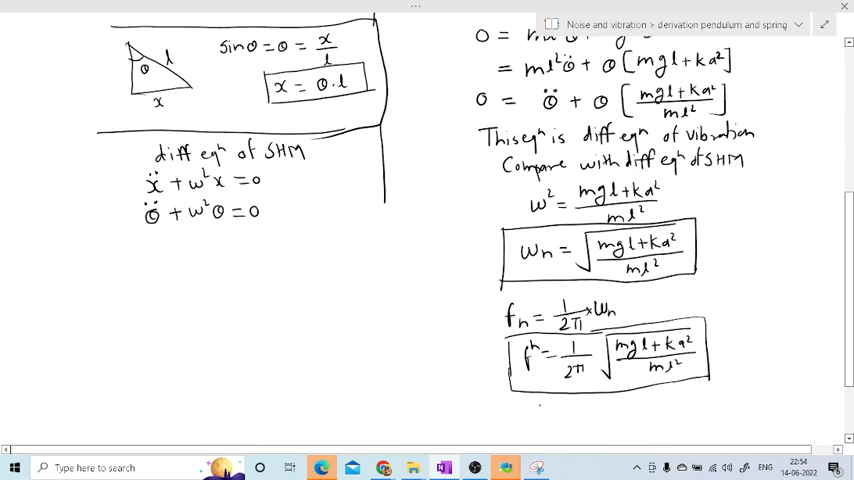 Noise and vibration > derivation pendulum and spring
sinθ = θ = x/l
l
θ
x
x = θ·l
diff eqⁿ of SHM
ẍ + ω²x = 0
θ̈ + ω²θ = 0
= ml²θ̈ + θ [mgl + ka²]
0 = θ̈ + θ [(mgl + ka²)/ml²]
This eqⁿ is diff eqⁿ of vibration
Compare with diff eqⁿ of SHM
ω² = (mgl + ka²)/ml²
ωn = √((mgl + ka²)/ml²)
fn = 1/2π × ωn
fn = 1/2π √((mgl + ka²)/ml²)
Type here to search
ENG
22:54
14-06-2022